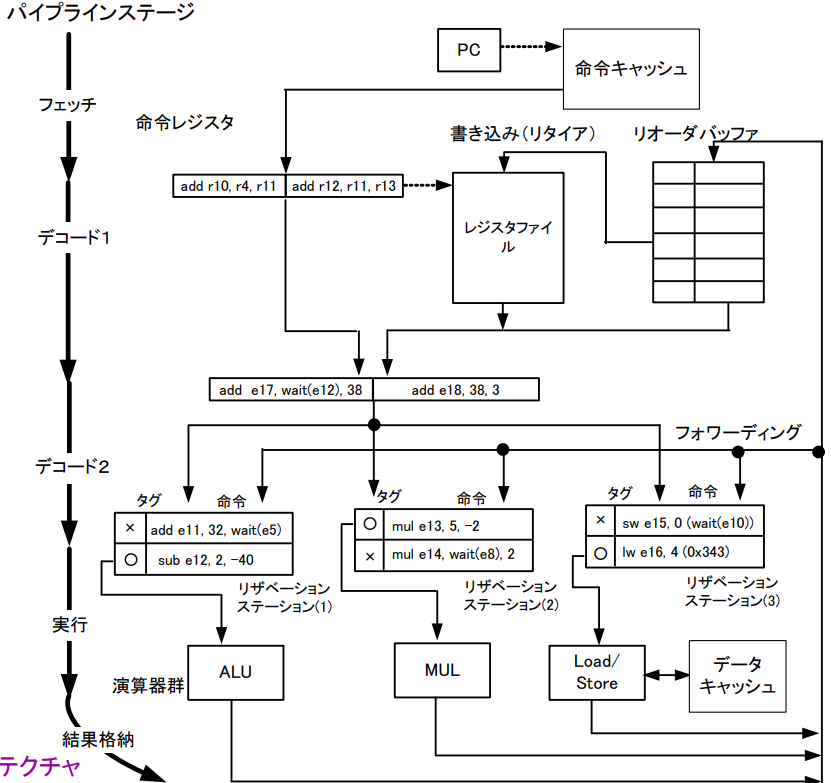 パイプラインステージ
PC
命令キャッシュ
フェッチ
命令レジスタ
書き込み(リタイア)
リオーダバッファ
add r10, r4, r11
add r12, r11, r13
レジスタファイ
ル
デコード1
add e17, wait(e12), 38
add e18, 38, 3
フォワーディング
デコード2
タグ
命令
タグ
命令
タグ
命令
× add e11, 32, wait(e5)
○ sub e12, 2, -40
○ mul e13, 5, -2
× mul e14, wait(e8), 2
× sw e15, 0 (wait(e10))
○ lw e16, 4 (0x343)
リザベーション
ステーション(1)
リザベーション
ステーション(2)
リザベーション
ステーション(3)
実行
演算器群
ALU
MUL
Load/
Store
データ
キャッシュ
結果格納
テクチャ